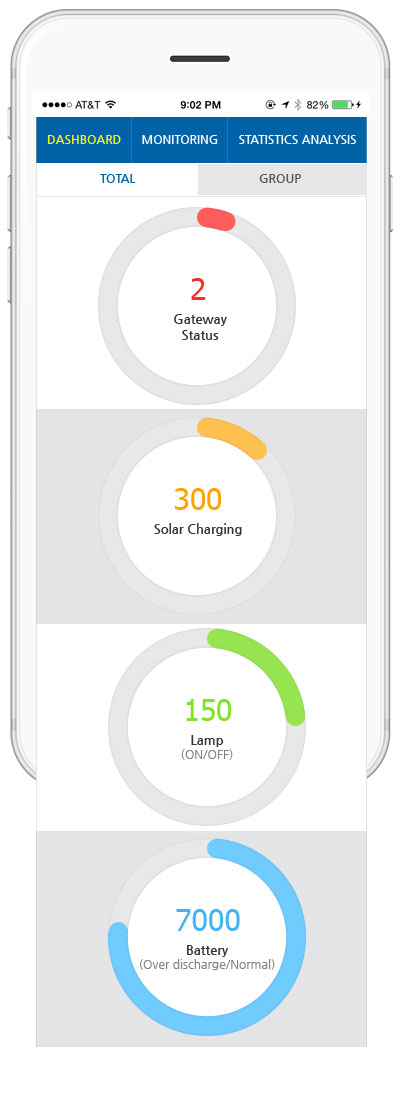 AT&T 9:02 PM 82%
DASHBOARD MONITORING STATISTICS ANALYSIS
TOTAL GROUP
2
Gateway
Status
300
Solar Charging
150
Lamp
(ON/OFF)
7000
Battery
(Over discharge/Normal)